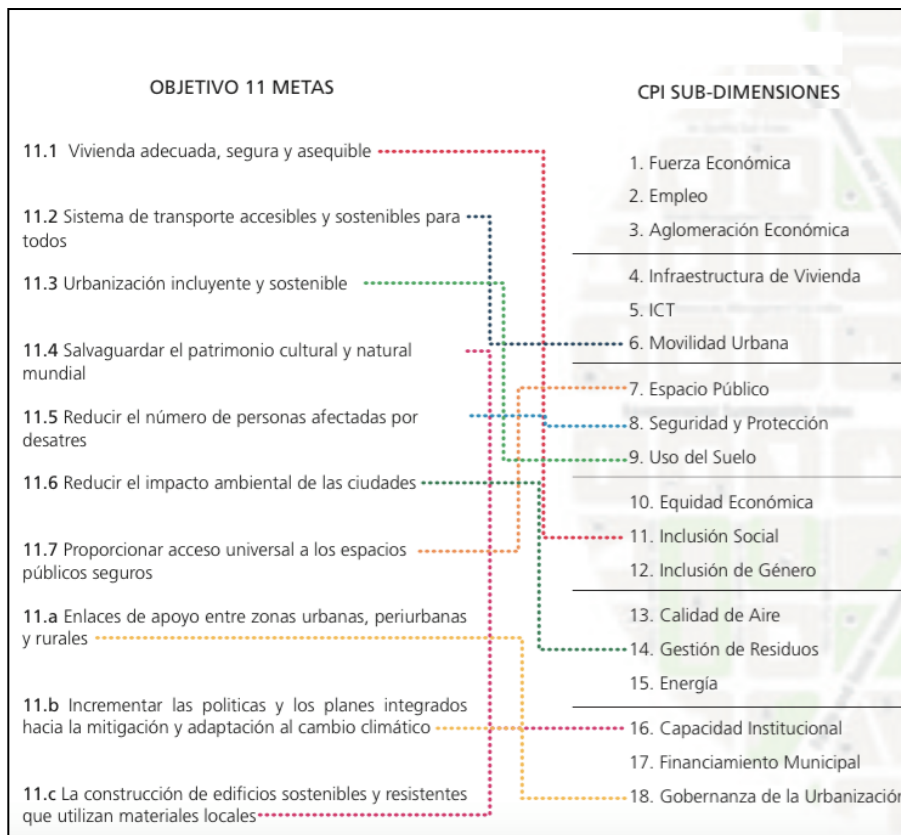 OBJETIVO 11 METAS
11.1 Vivienda adecuada, segura y asequible
11.2 Sistema de transporte accesibles y sostenibles para
todos
11.3 Urbanización incluyente y sostenible
11.4 Salvaguardar el patrimonio cultural y natural
mundial
11.5 Reducir el número de personas afectadas por
desatres
11.6 Reducir el impacto ambiental de las ciudades
11.7 Proporcionar acceso universal a los espacios
públicos seguros
11.a Enlaces de apoyo entre zonas urbanas, periurbanas
y rurales
11.b Incrementar las politicas y los planes integrados
hacia la mitigación y adaptación al cambio climático
11.c La construcción de edificios sostenibles y resistentes
que utilizan materiales locales
CPI SUB-DIMENSIONES
1. Fuerza Económica
2. Empleo
3. Aglomeración Económica
4. Infraestructura de Vivienda
5. ICT
6. Movilidad Urbana
7. Espacio Público
8. Seguridad y Protección
9. Uso del Suelo
10. Equidad Económica
11. Inclusión Social
12. Inclusión de Género
13. Calidad de Aire
14. Gestión de Residuos
15. Energía
16. Capacidad Institucional
17. Financiamiento Municipal
18. Gobernanza de la Urbanización